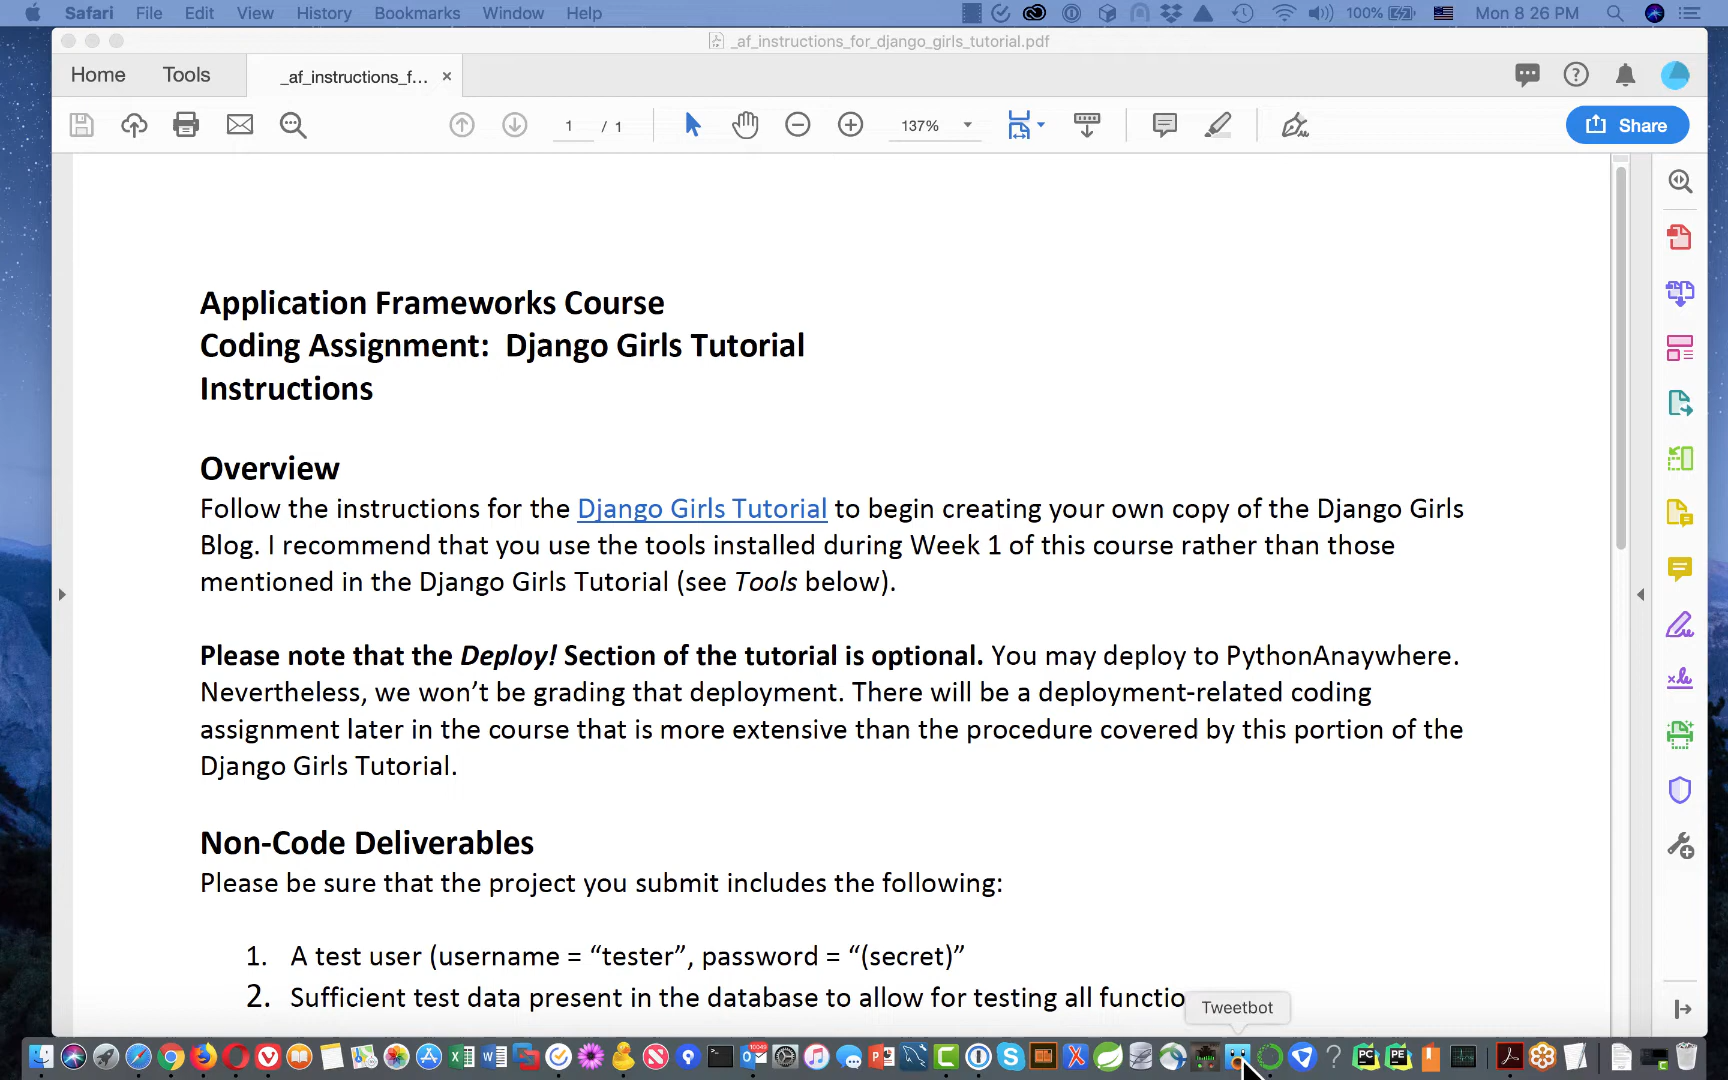 Safari File Edit View History Bookmarks Window Help 100% Mon 8 26 PM
_af_instructions_for_django_girls_tutorial.pdf
Home Tools _af_instructions_f... ×
1 / 1 137% Share
Application Frameworks Course
Coding Assignment: Django Girls Tutorial
Instructions
Overview
Follow the instructions for the Django Girls Tutorial to begin creating your own copy of the Django Girls
Blog. I recommend that you use the tools installed during Week 1 of this course rather than those
mentioned in the Django Girls Tutorial (see Tools below).
Please note that the Deploy! Section of the tutorial is optional. You may deploy to PythonAnaywhere.
Nevertheless, we won’t be grading that deployment. There will be a deployment-related coding
assignment later in the course that is more extensive than the procedure covered by this portion of the
Django Girls Tutorial.
Non-Code Deliverables
Please be sure that the project you submit includes the following:
1. A test user (username = “tester”, password = “(secret)”
2. Sufficient test data present in the database to allow for testing all functio
Tweetbot